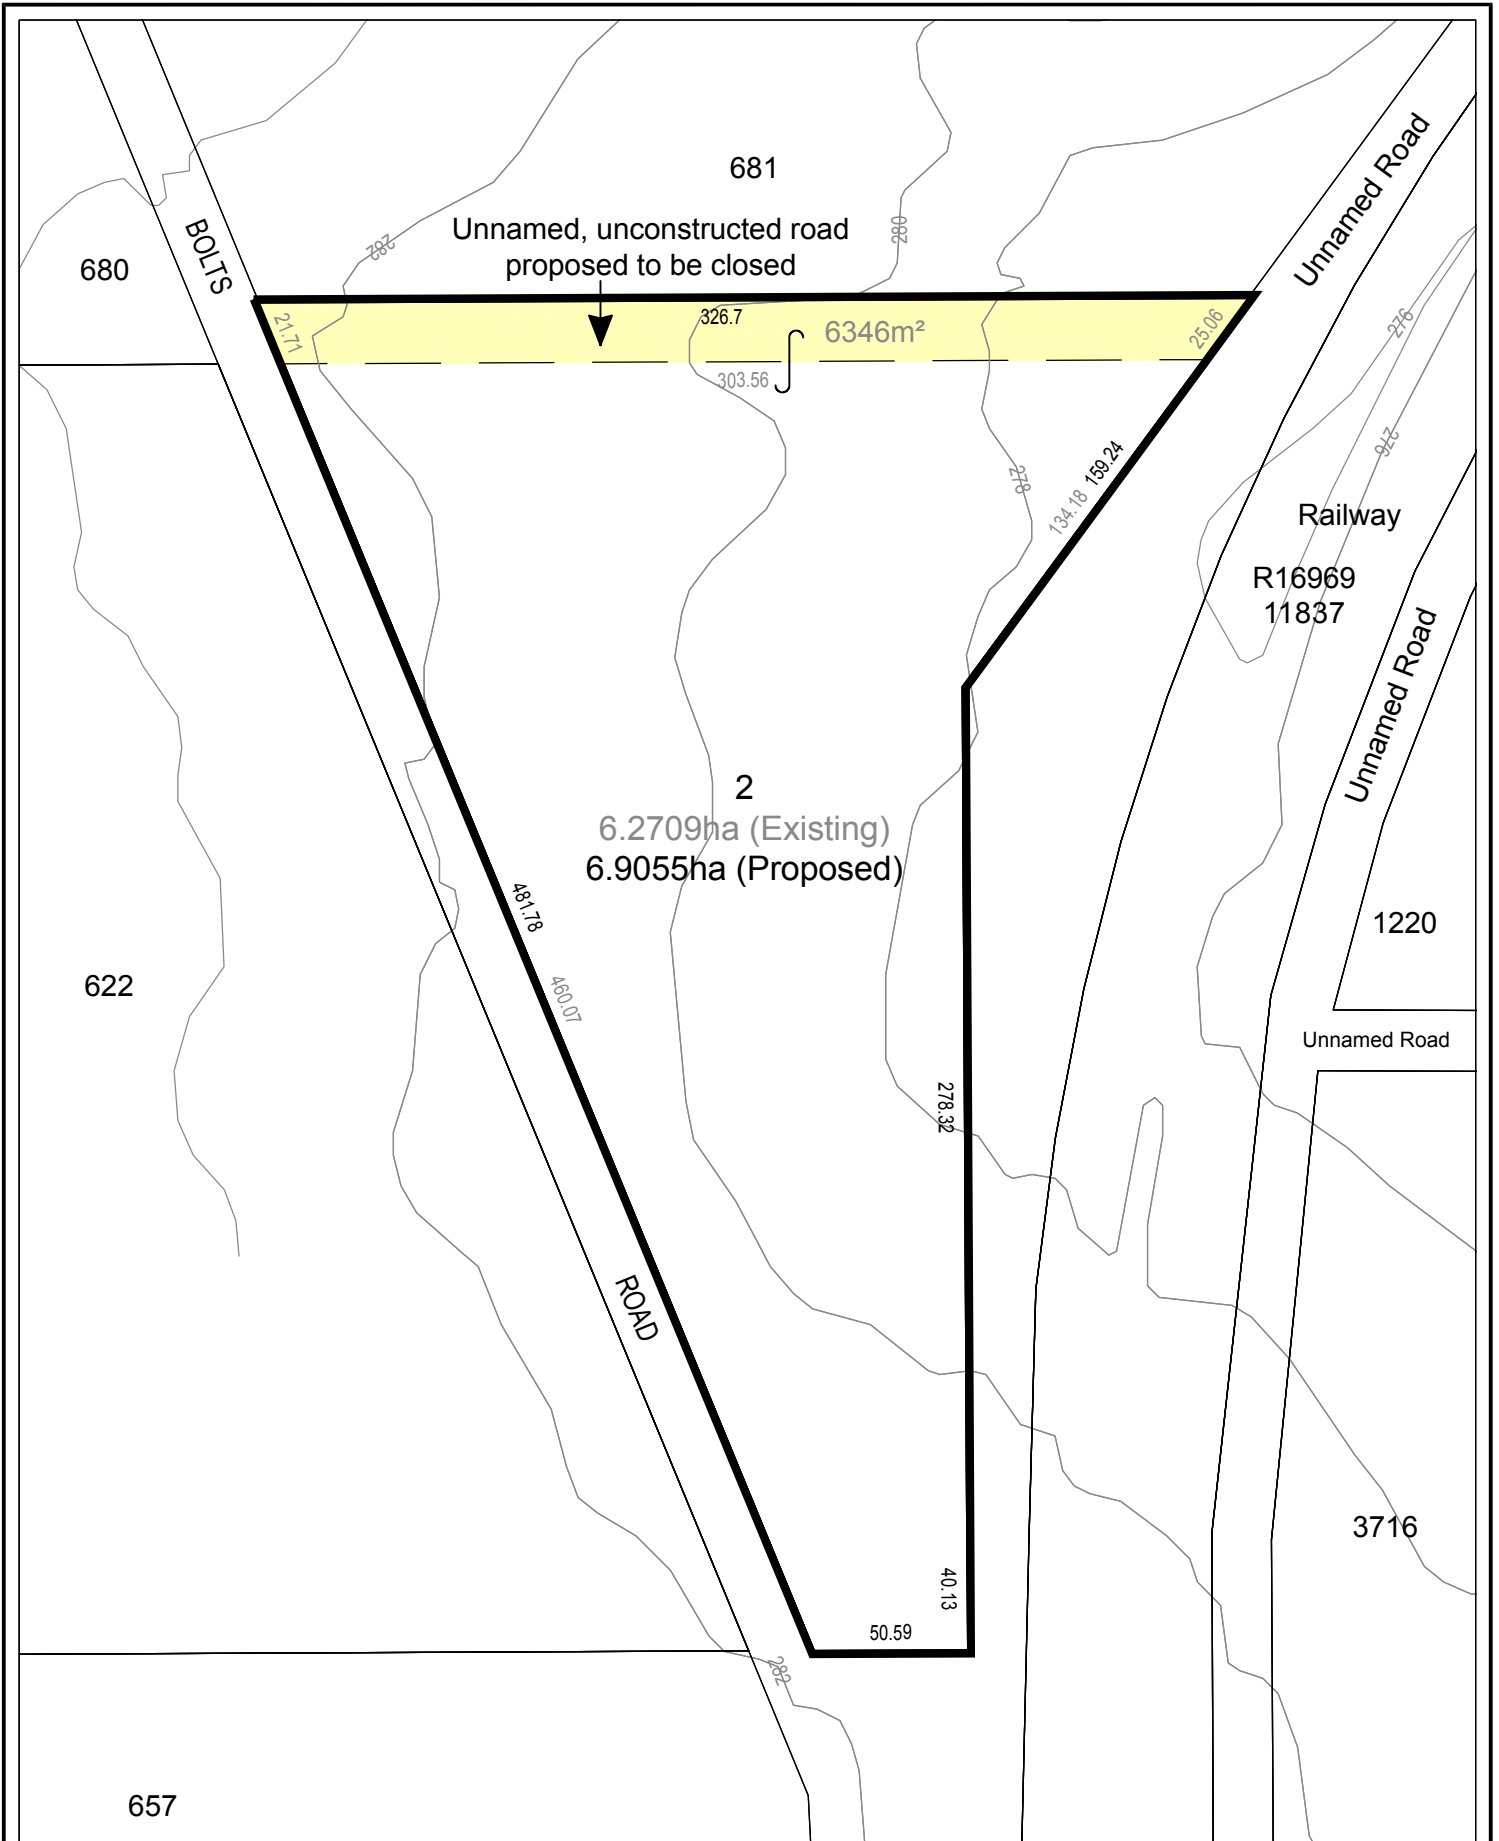 681
Unnamed Road
BOLTS
Unnamed, unconstructed road
proposed to be closed
280
282
680
21.71
326.7
6346m²
25.06
276
303.56
276
278
159.24
134.18
Railway
R16969
11837
Unnamed Road
2
6.2709ha (Existing)
6.9055ha (Proposed)
481.78
1220
622
460.07
Unnamed Road
278.32
ROAD
3716
40.13
50.59
282
657